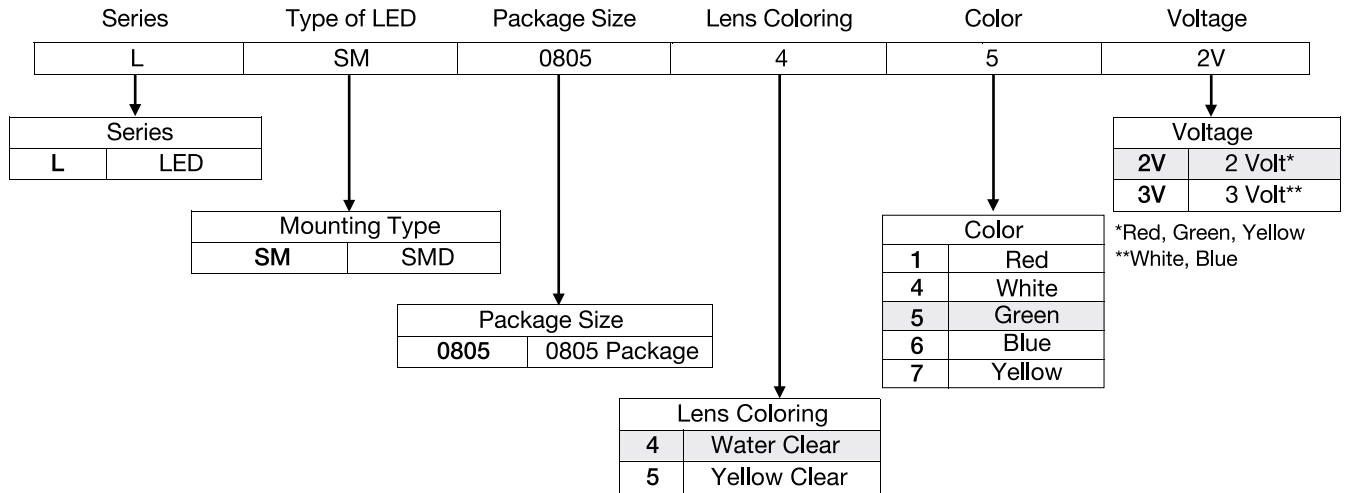 Series Type of LED Package Size Lens Coloring Color Voltage
L SM 0805 4 5 2V
Series
L LED
Mounting Type
SM SMD
Package Size
0805 0805 Package
Lens Coloring
4 Water Clear
5 Yellow Clear
Color
1 Red
4 White
5 Green
6 Blue
7 Yellow
Voltage
2V 2 Volt*
3V 3 Volt**
*Red, Green, Yellow
**White, Blue